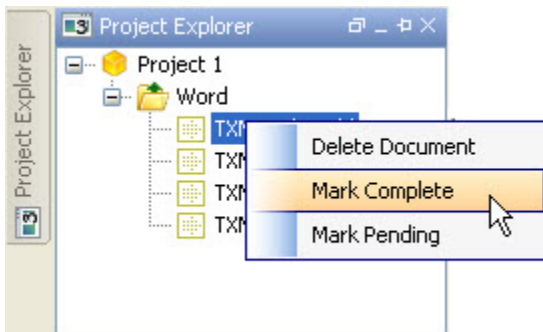 Project Explorer
Project Explorer
Project 1
Word
Delete Document
Mark Complete
Mark Pending